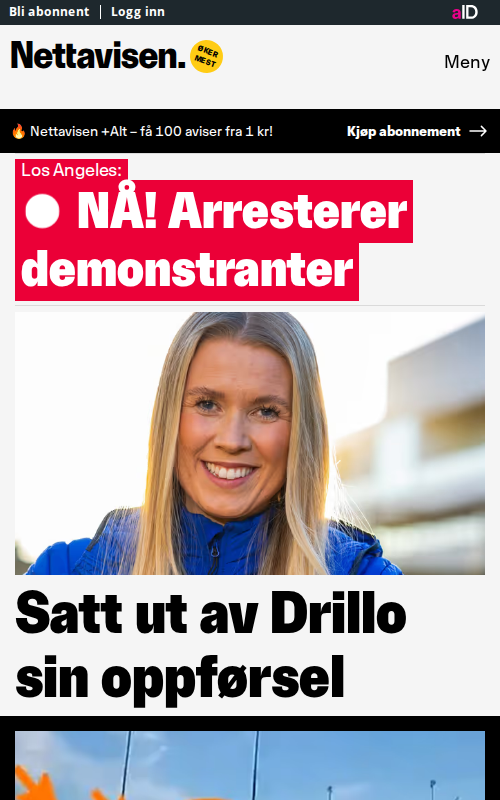 Bli abonnent | Logg inn
aID
Nettavisen.
ØKER
MEST
Meny
🔥 Nettavisen +Alt – få 100 aviser fra 1 kr!
Kjøp abonnement →
Los Angeles:
NÅ! Arresterer
demonstranter
Satt ut av Drillo
sin oppførsel